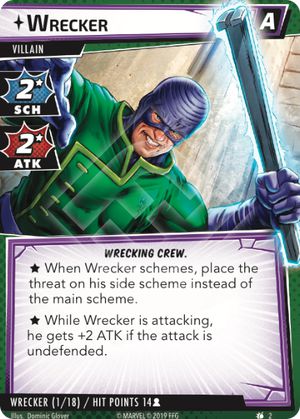 WRECKER
A
VILLAIN
2
SCH
2
ATK
WRECKING CREW.
★ When Wrecker schemes, place the
threat on his side scheme instead of
the main scheme.
★ While Wrecker is attacking,
he gets +2 ATK if the attack is
undefended.
WRECKER (1/18) / HIT POINTS 14
Illus. Dominic Glover
© MARVEL © 2019 FFG
2